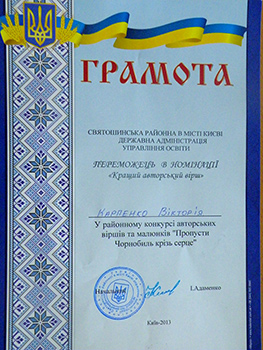 ГРАМОТА
СВЯТОШИНСЬКА РАЙОННА В МІСТІ КИЄВІ
ДЕРЖАВНА АДМІНІСТРАЦІЯ
УПРАВЛІННЯ ОСВІТИ
ПЕРЕМОЖЕЦЬ В НОМІНАЦІЇ
«Кращий авторський вірш»
Карпенко Вікторія
У районному конкурсі авторських
віршів та малюнків "Пропусти
Чорнобиль крізь серце"
Начальник
І.Адаменко
Київ-2013